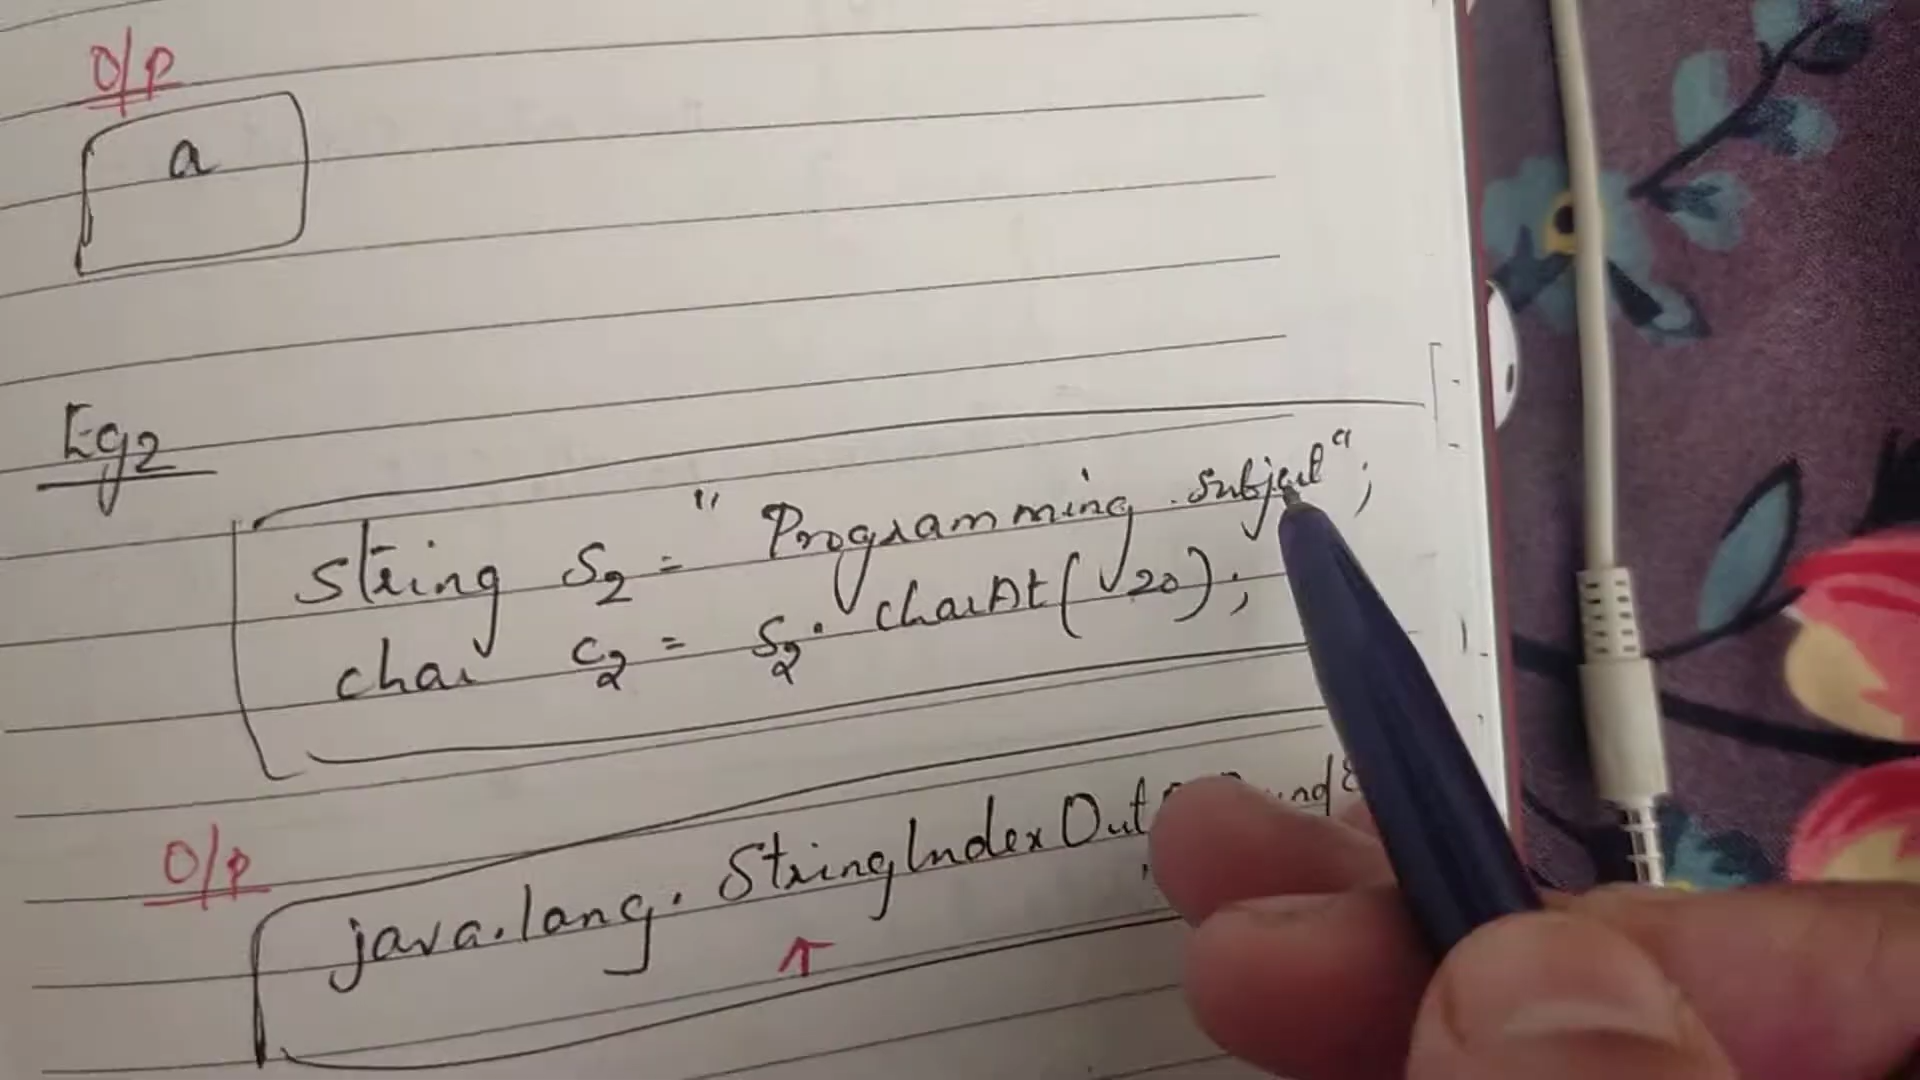 O/P
a
Eg2
String S2 = "Programming Subject";
char c2 = S2.charAt(20);
O/P
java.lang.StringIndexOut